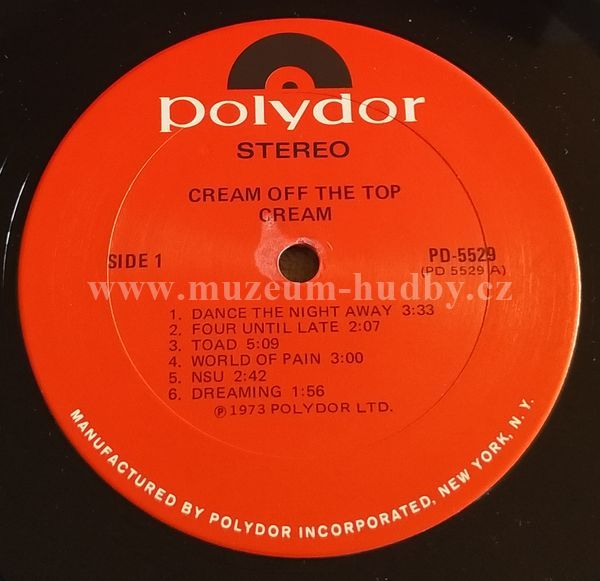 polydor
STEREO
CREAM OFF THE TOP
CREAM
SIDE 1
PD-5529
(PD 5529 A)
www.muzeum-hudby.cz
1. DANCE THE NIGHT AWAY 3:33
2. FOUR UNTIL LATE 2:07
3. TOAD 5:09
4. WORLD OF PAIN 3:00
5. NSU 2:42
6. DREAMING 1:56
℗1973 POLYDOR LTD.
MANUFACTURED BY POLYDOR INCORPORATED, NEW YORK, N.Y.